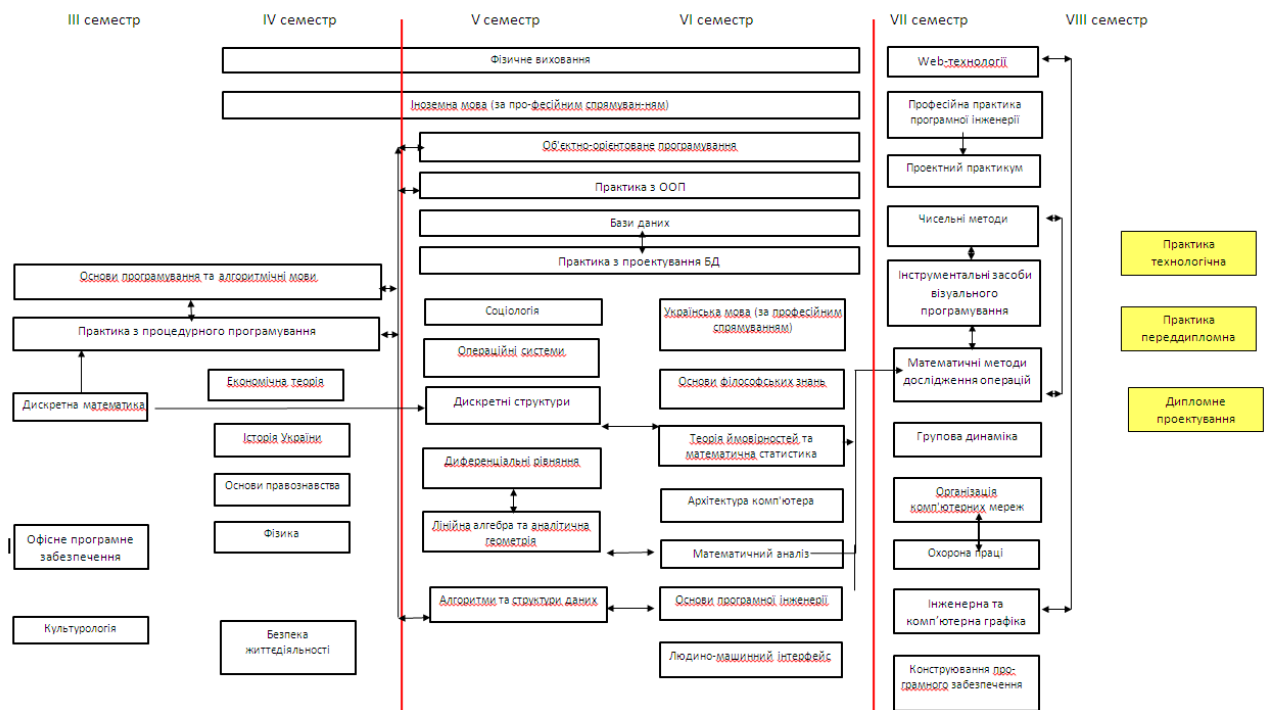 III семестр
IV семестр
V семестр
VI семестр
VII семестр
VIII семестр
Фізичне виховання
Іноземна мова (за про-фесійним спрямуван-ням)
Об'єктно-орієнтоване програмування
Практика з ООП
Бази даних
Практика з проектування БД
Основи програмування та алгоритмічні мови
Практика з процедурного програмування
Дискретна математика
Офісне програмне
забезпечення
Культурологія
Економічна теорія
Історія України
Основи правознавства
Фізика
Безпека
життєдіяльності
Соціологія
Операційні системи
Дискретні структури
Диференціальні рівняння
Лінійна алгебра та аналітична
геометрія
Алгоритми та структури даних
Українська мова (за професійним
спрямуванням)
Основи філософських знань
Теорія ймовірностей та
математична статистика
Архітектура комп'ютера
Математичний аналіз
Основи програмної інженерії
Людино-машинний інтерфейс
Web-технології
Професійна практика
програмної інженерії
Проектний практикум
Чисельні методи
Інструментальні засоби
візуального
програмування
Математичні методи
дослідження операцій
Групова динаміка
Організація
комп'ютерних мереж
Охорона праці
Інженерна та
комп'ютерна графіка
Конструювання про-
грамного забезпечення
Практика
технологічна
Практика
переддипломна
Дипломне
проектування